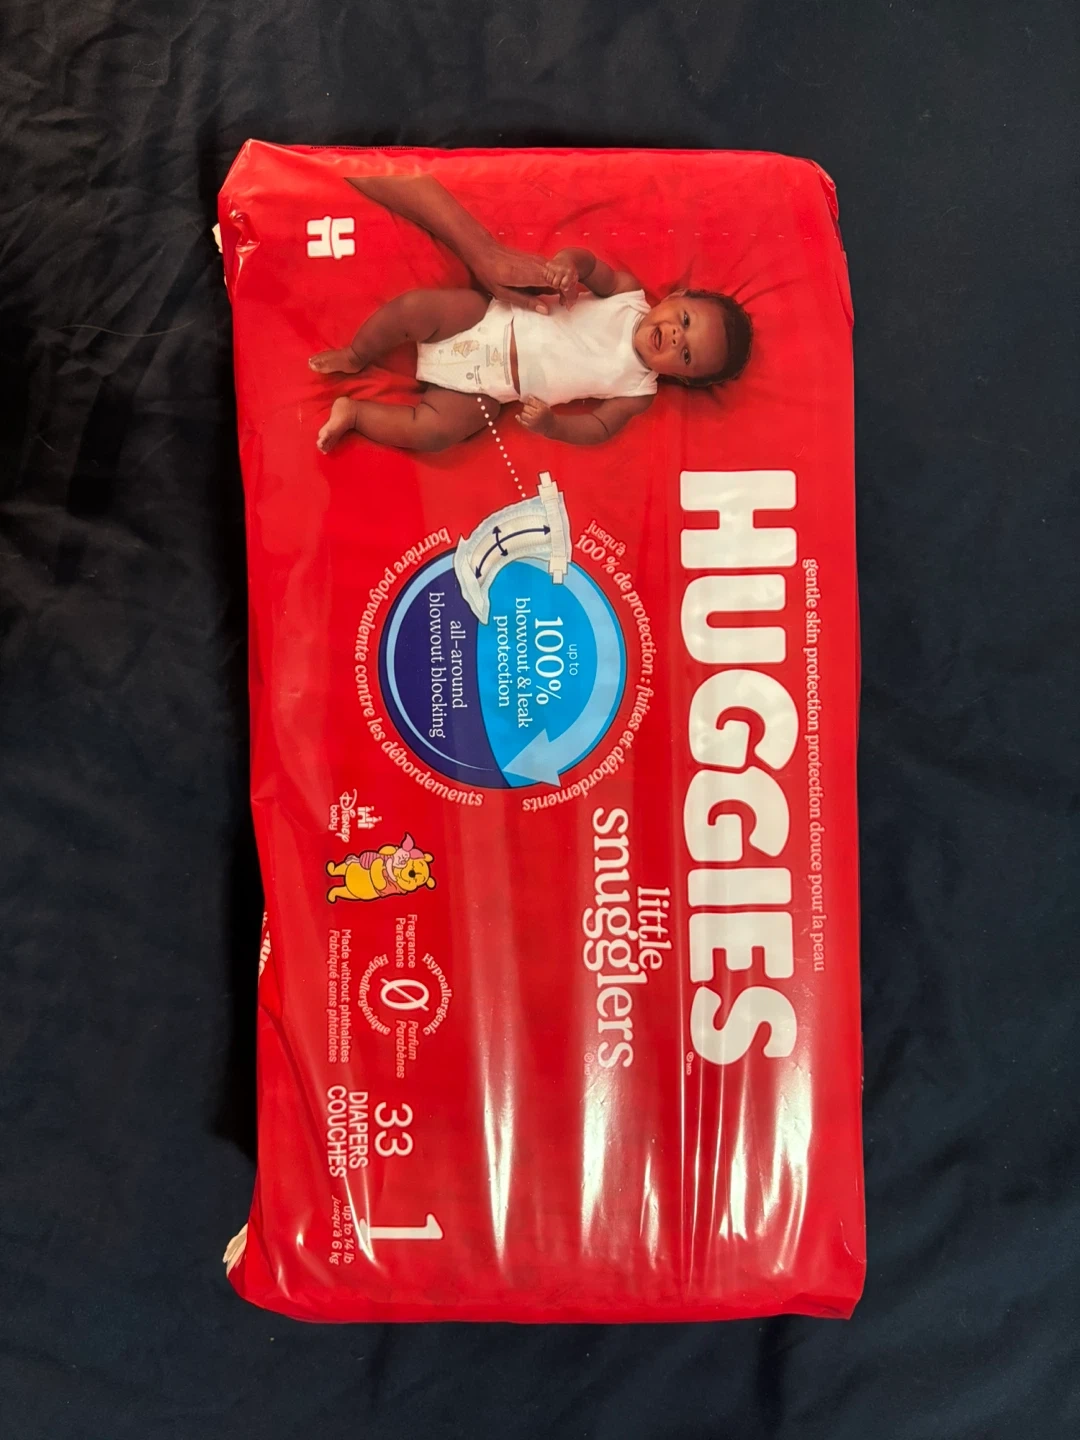 H
gentle skin protection protection douce pour la peau
HUGGIES
little
snugglers
jusqu'à
100 % de protection : fuites et débordements
up to
100%
blowout & leak
protection
all-around
blowout blocking
barrière polyvalente contre les débordements
Disney
baby
Hypoallergenic
Hypoallergénique
Fragrance
Parabens
0
Parfum
Parabènes
Made without phthalates
Fabriqué sans phtalates
33
DIAPERS
COUCHES
1
up to 14 lb
jusqu'à 6 kg